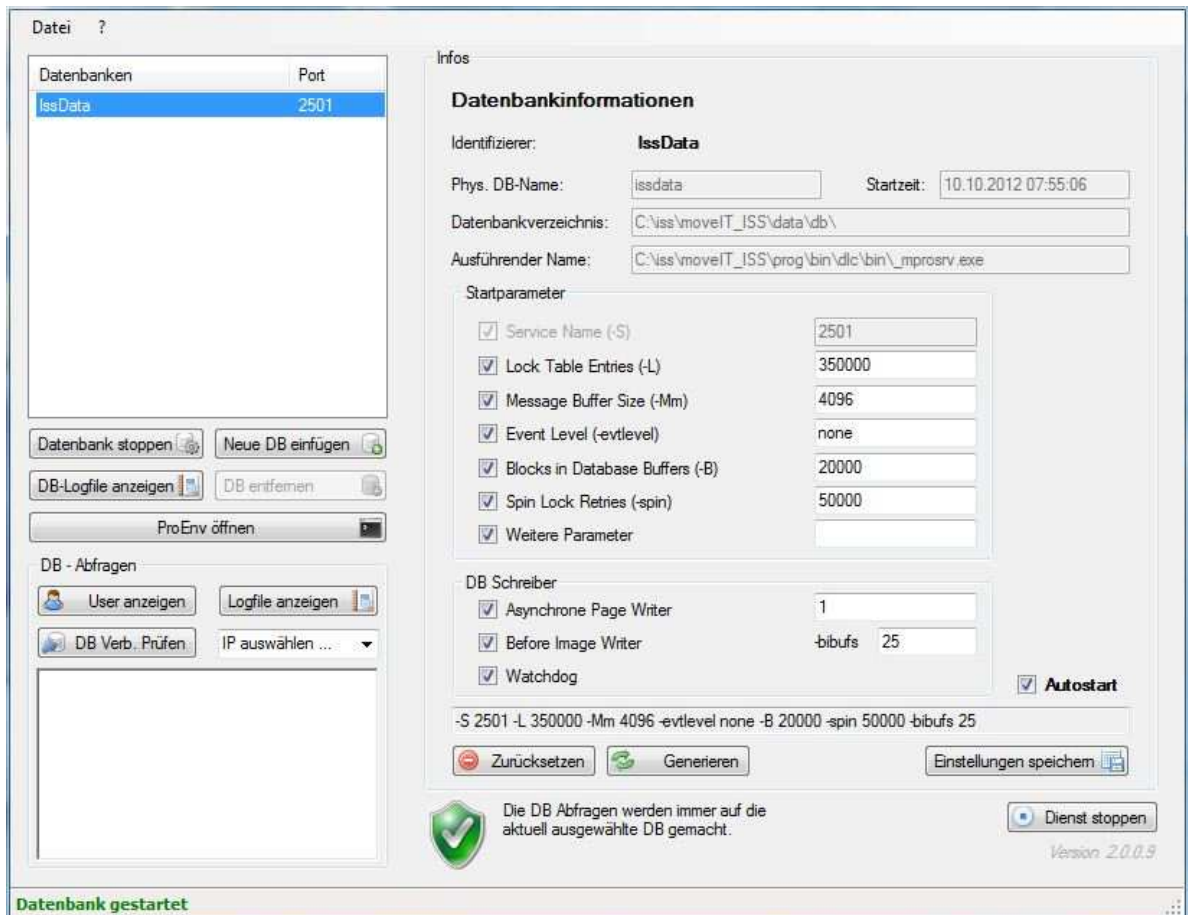 Datei ?
Datenbanken Port
IssData 2501
Datenbank stoppen Neue DB einfügen
DB-Logfile anzeigen DB entfernen
ProEnv öffnen
DB - Abfragen
User anzeigen Logfile anzeigen
DB Verb. Prüfen IP auswählen ...
Infos
Datenbankinformationen
Identifizierer: IssData
Phys. DB-Name: issdata Startzeit: 10.10.2012 07:55:06
Datenbankverzeichnis: C:\iss\moveIT_ISS\data\db\
Ausführender Name: C:\iss\moveIT_ISS\prog\bin\dlc\bin\_mprosrv.exe
Startparameter
Service Name (-S) 2501
Lock Table Entries (-L) 350000
Message Buffer Size (-Mm) 4096
Event Level (-evtlevel) none
Blocks in Database Buffers (-B) 20000
Spin Lock Retries (-spin) 50000
Weitere Parameter
DB Schreiber
Asynchrone Page Writer 1
Before Image Writer -bibufs 25
Watchdog
Autostart
-S 2501 -L 350000 -Mm 4096 -evtlevel none -B 20000 -spin 50000 -bibufs 25
Zurücksetzen Generieren Einstellungen speichern
Die DB Abfragen werden immer auf die
aktuell ausgewählte DB gemacht.
Dienst stoppen
Version 2.0.0.9
Datenbank gestartet